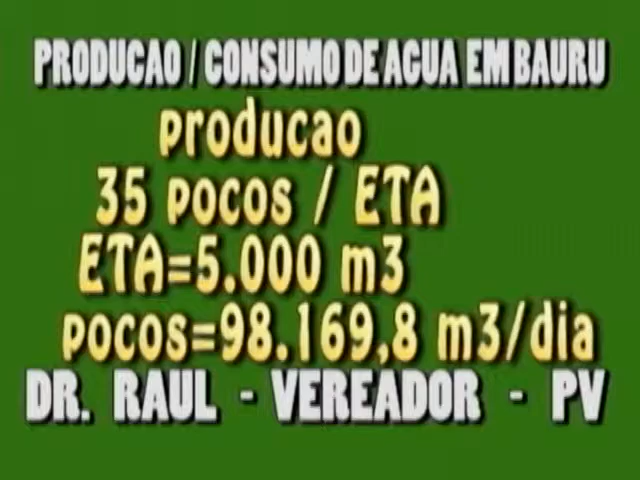 PRODUCAO / CONSUMO DE AGUA EM BAURU
producao
35 pocos / ETA
ETA=5.000 m3
pocos=98.169,8 m3/dia
DR. RAUL - VEREADOR - PV